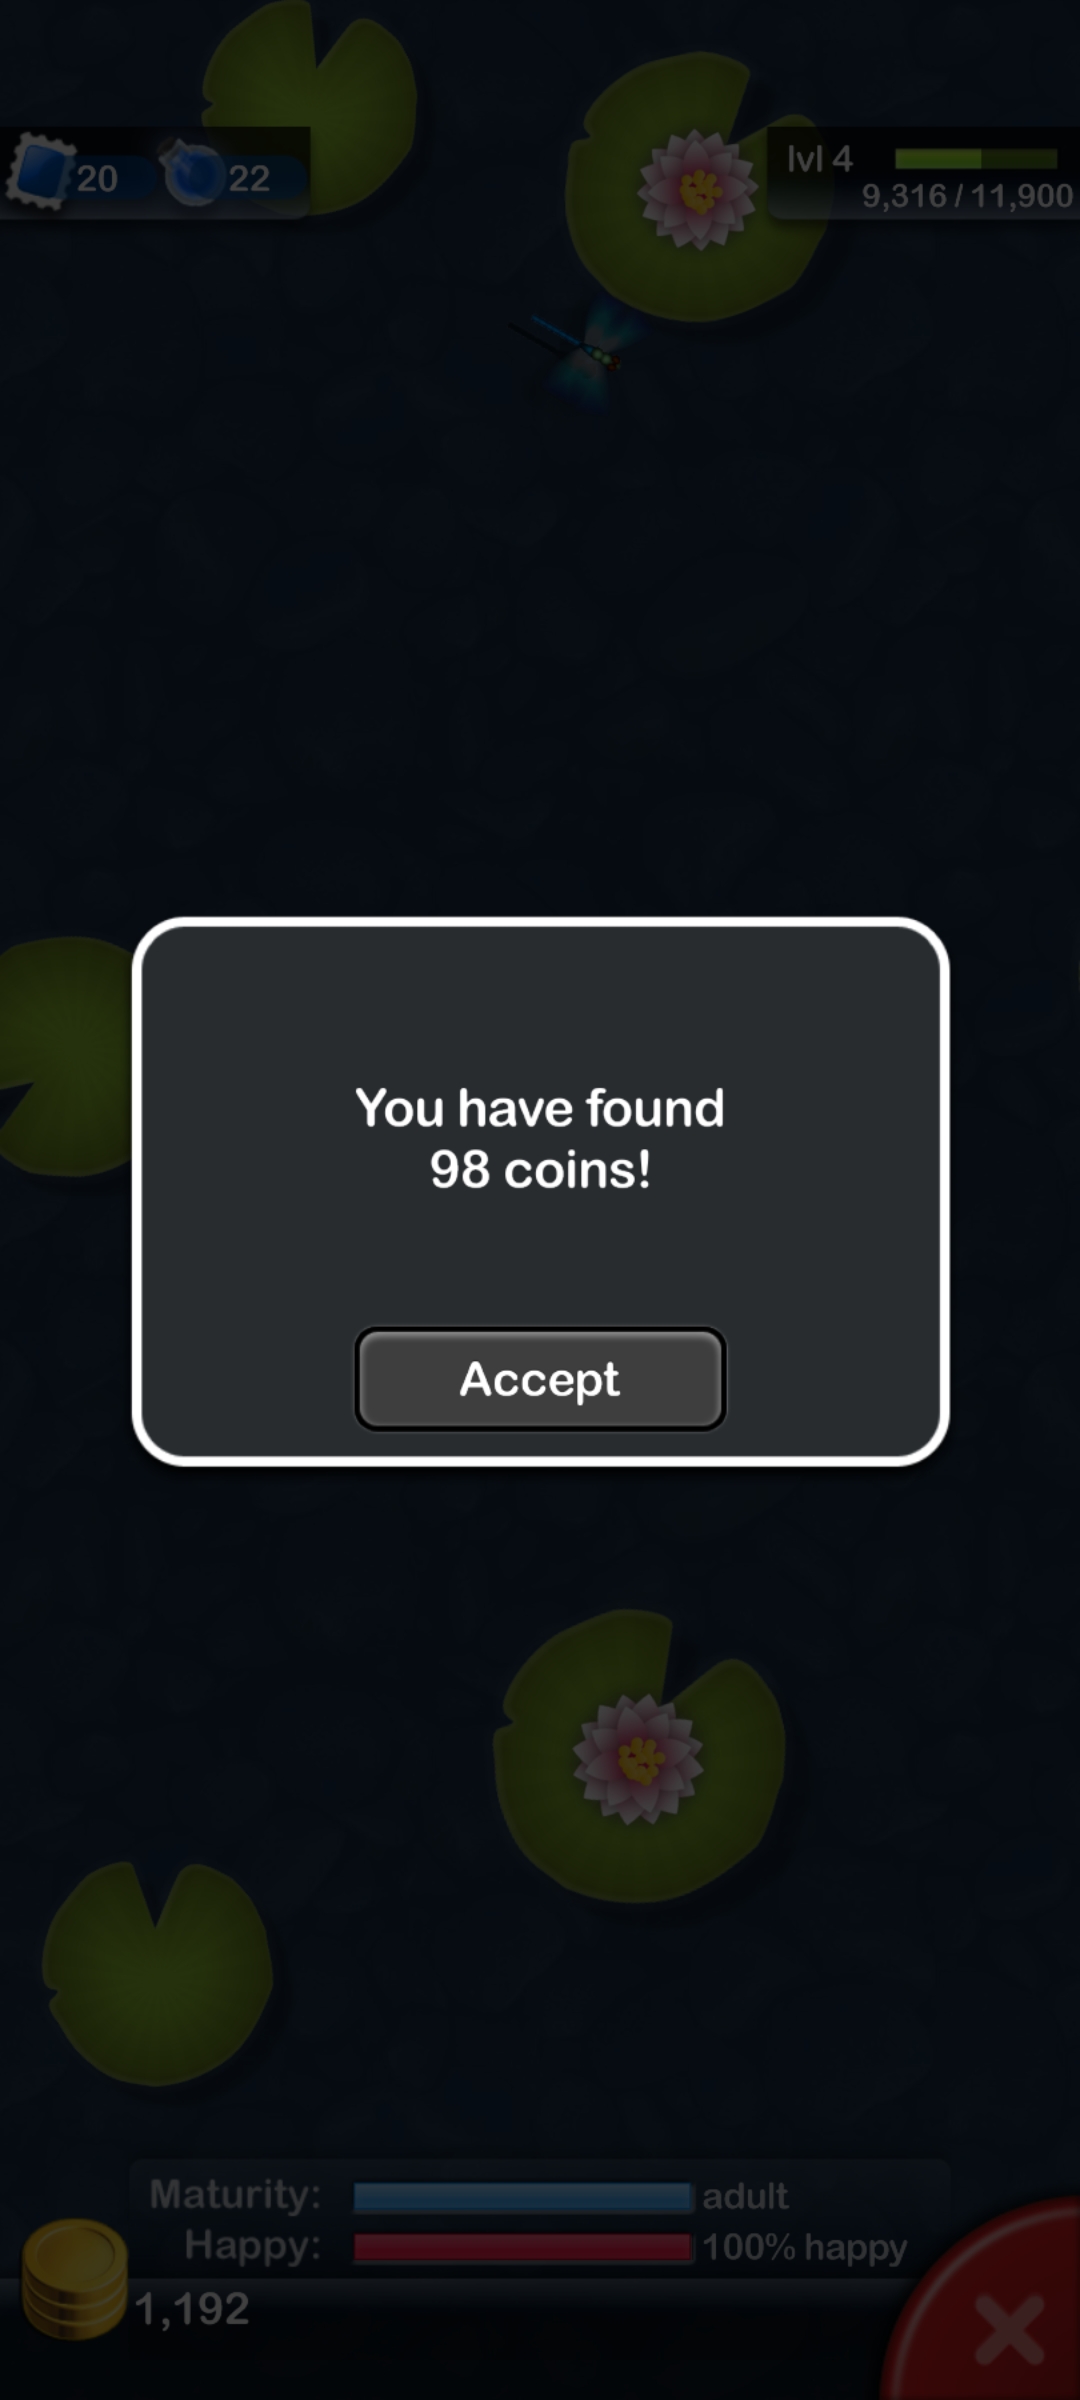 20
22
lvl 4
9,316 / 11,900
You have found
98 coins!
Accept
Maturity: adult
Happy: 100% happy
1,192